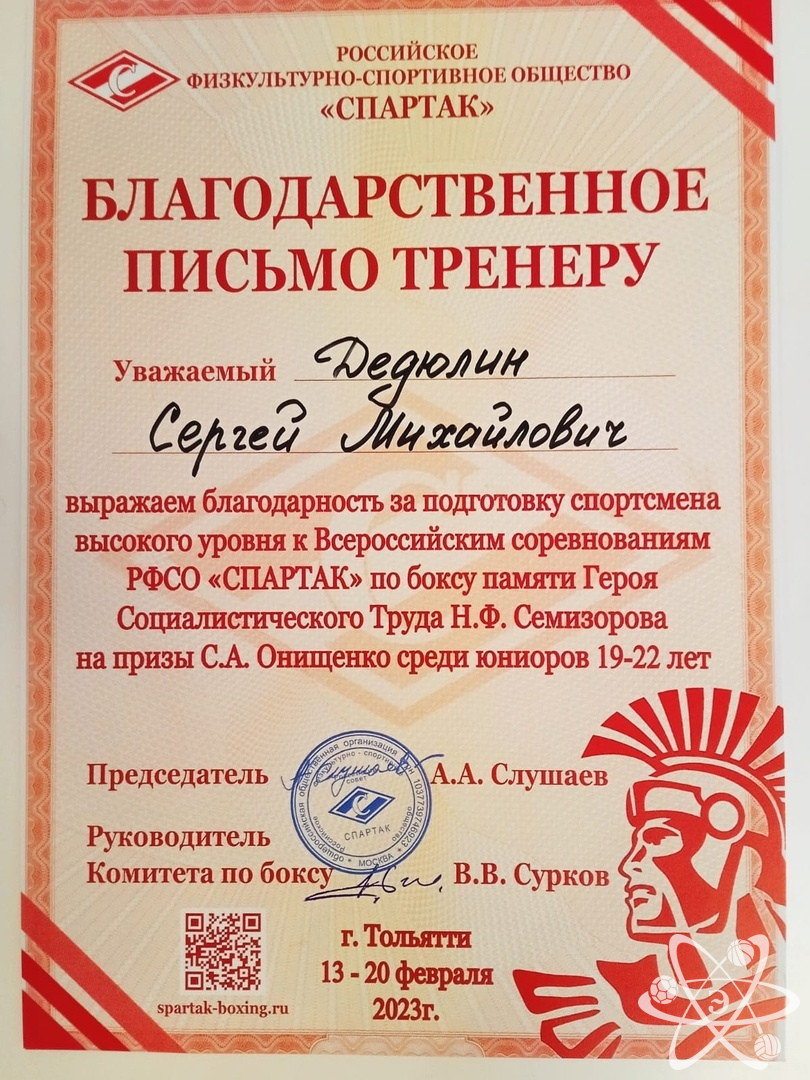 РОССИЙСКОЕ
ФИЗКУЛЬТУРНО-СПОРТИВНОЕ ОБЩЕСТВО
«СПАРТАК»
БЛАГОДАРСТВЕННОЕ
ПИСЬМО ТРЕНЕРУ
Уважаемый Дедюлин
Сергей Михайлович
выражаем благодарность за подготовку спортсмена
высокого уровня к Всероссийским соревнованиям
РФСО «СПАРТАК» по боксу памяти Героя
Социалистического Труда Н.Ф. Семизорова
на призы С.А. Онищенко среди юниоров 19-22 лет
Председатель А.А. Слушаев
Руководитель
Комитета по боксу В.В. Сурков
СПАРТАК
МОСКВА
г. Тольятти
13 - 20 февраля
2023г.
spartak-boxing.ru